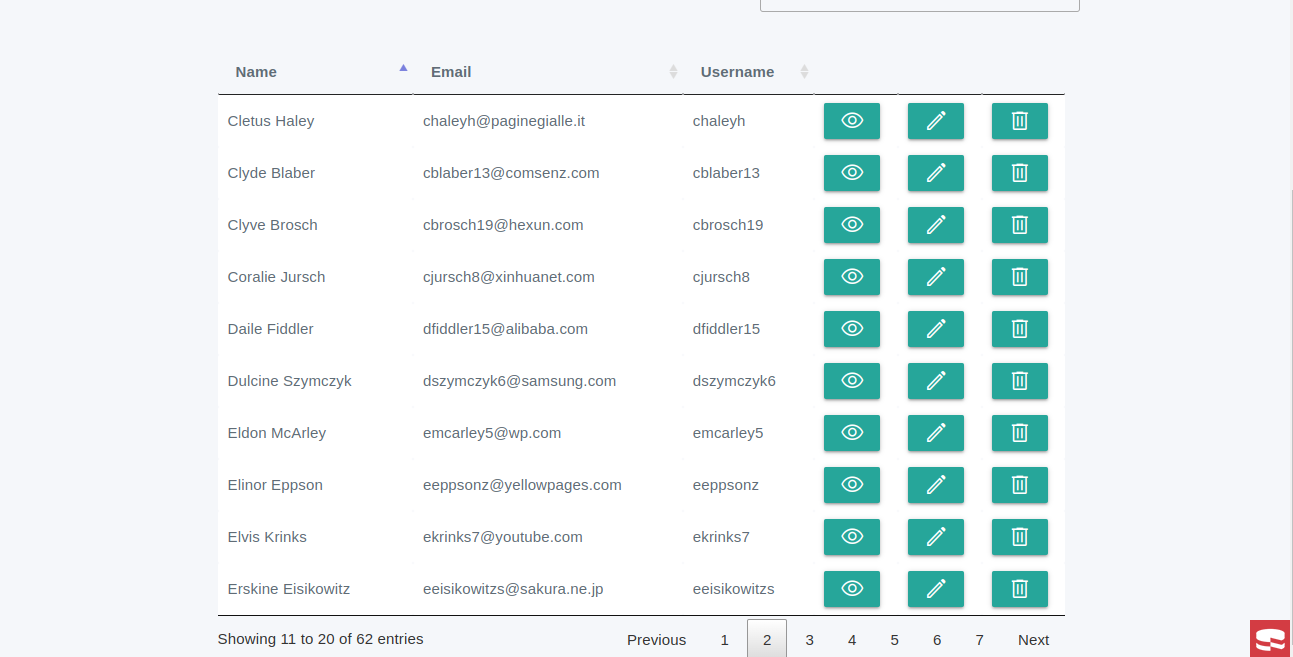 Name Email Username
Cletus Haley chaleyh@paginegialle.it chaleyh
Clyde Blaber cblaber13@comsenz.com cblaber13
Clyve Brosch cbrosch19@hexun.com cbrosch19
Coralie Jursch cjursch8@xinhuanet.com cjursch8
Daile Fiddler dfiddler15@alibaba.com dfiddler15
Dulcine Szymczyk dszymczyk6@samsung.com dszymczyk6
Eldon McArley emcarley5@wp.com emcarley5
Elinor Eppson eeppsonz@yellowpages.com eeppsonz
Elvis Krinks ekrinks7@youtube.com ekrinks7
Erskine Eisikowitz eeisikowitzs@sakura.ne.jp eeisikowitzs
Showing 11 to 20 of 62 entries Previous 1 2 3 4 5 6 7 Next